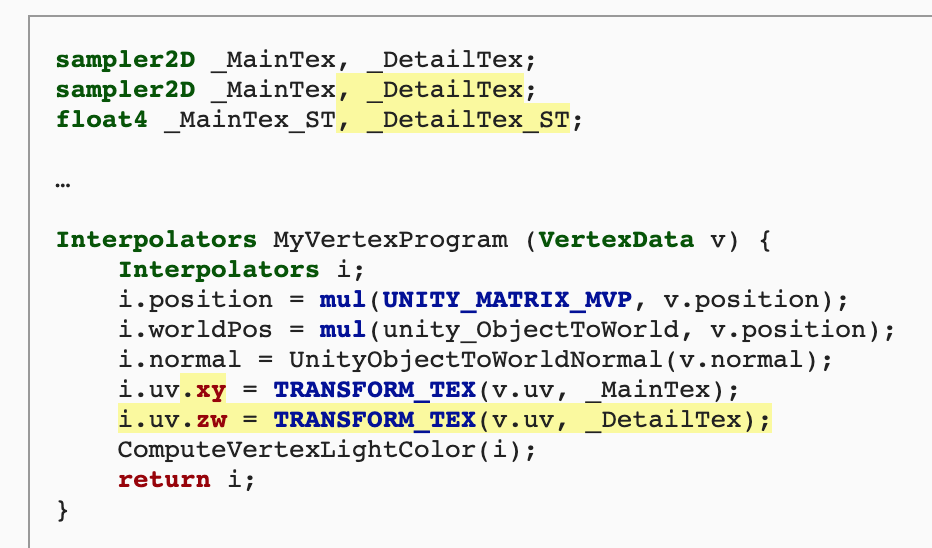 sampler2D _MainTex, _DetailTex;
sampler2D _MainTex, _DetailTex;
float4 _MainTex_ST, _DetailTex_ST;
…
Interpolators MyVertexProgram (VertexData v) {
    Interpolators i;
    i.position = mul(UNITY_MATRIX_MVP, v.position);
    i.worldPos = mul(unity_ObjectToWorld, v.position);
    i.normal = UnityObjectToWorldNormal(v.normal);
    i.uv.xy = TRANSFORM_TEX(v.uv, _MainTex);
    i.uv.zw = TRANSFORM_TEX(v.uv, _DetailTex);
    ComputeVertexLightColor(i);
    return i;
}